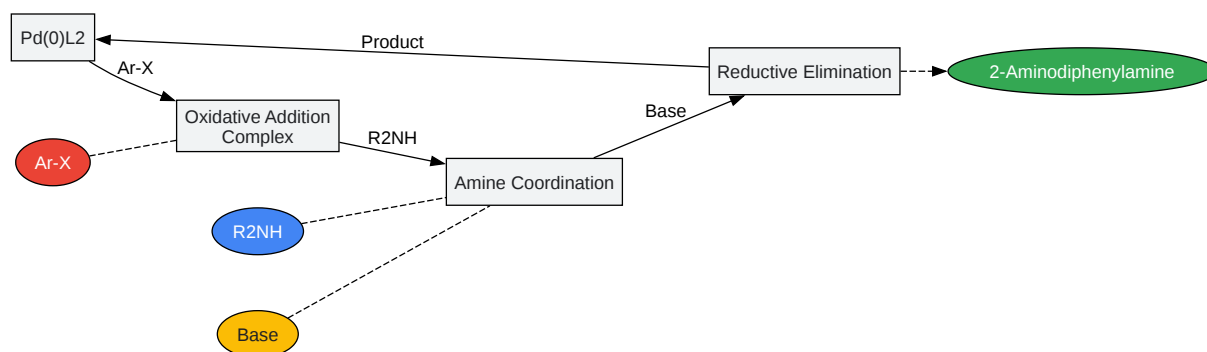 Pd(0)L2
Product
Ar-X
Reductive Elimination
2-Aminodiphenylamine
Oxidative Addition
Complex
Base
R2NH
Ar-X
Amine Coordination
R2NH
Base